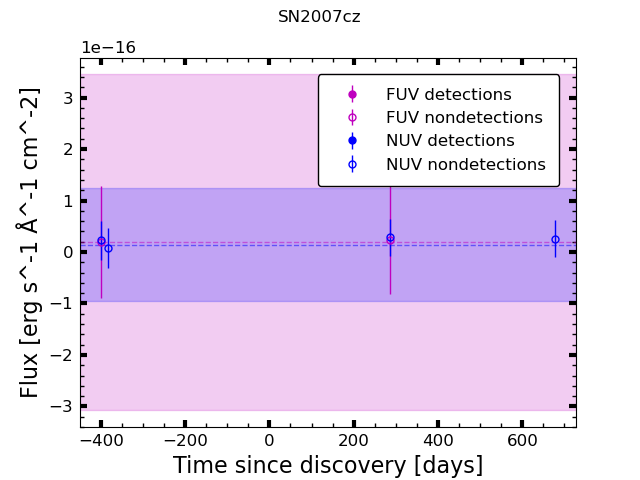 SN2007cz
1e−16
FUV detections
FUV nondetections
NUV detections
NUV nondetections
3
2
1
0
−1
−2
−3
Flux [erg s^-1 Å^-1 cm^-2]
−400 −200 0 200 400 600
Time since discovery [days]